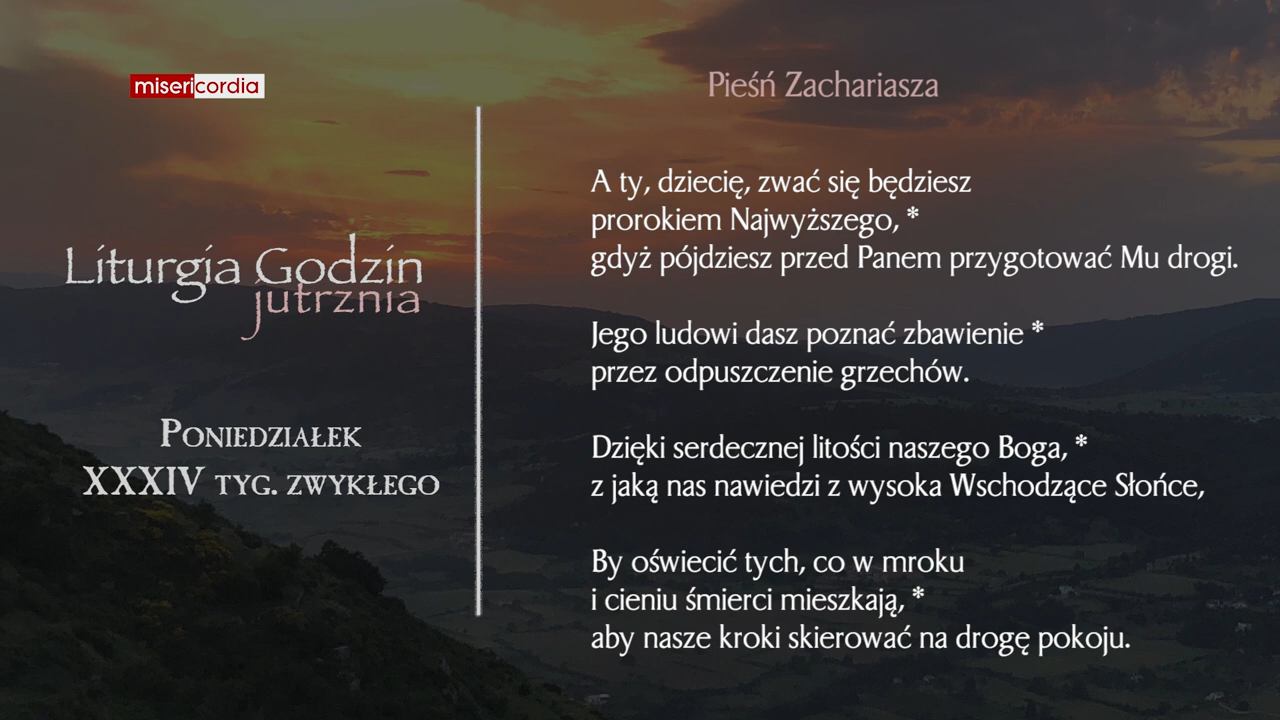 misericordia
Liturgia Godzin
jutrznia
Poniedziałek
XXXIV tyg. zwykłego
Pieśń Zachariasza
A ty, dziecię, zwać się będziesz
prorokiem Najwyższego, *
gdyż pójdziesz przed Panem przygotować Mu drogi.
Jego ludowi dasz poznać zbawienie *
przez odpuszczenie grzechów.
Dzięki serdecznej litości naszego Boga, *
z jaką nas nawiedzi z wysoka Wschodzące Słońce,
By oświecić tych, co w mroku
i cieniu śmierci mieszkają, *
aby nasze kroki skierować na drogę pokoju.